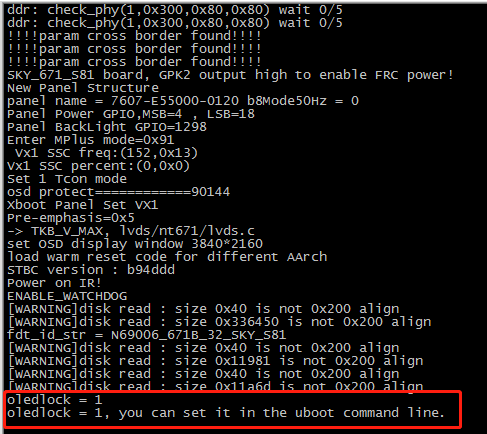 ddr: check_phy(1,0x300,0x80,0x80) wait 0/5
ddr: check_phy(1,0x300,0x80,0x80) wait 0/5
!!!!param cross border found!!!!
!!!!param cross border found!!!!
!!!!param cross border found!!!!
SKY_671_S81 board, GPK2 output high to enable FRC power!
New Panel Structure
panel name = 7607-E55000-0120 b8Mode50Hz = 0
Panel Power GPIO,MSB=4 , LSB=18
Panel BackLight GPIO=1298
Enter MPlus mode=0x91
Vx1 SSC freq:(152,0x13)
Vx1 SSC percent:(0,0x0)
Set 1 Tcon mode
osd protect============90144
Xboot Panel Set VX1
Pre-emphasis=0x5
-> TKB_V_MAX, lvds/nt671/lvds.c
set OSD display window 3840*2160
load warm reset code for different AArch
STBC version : b94ddd
Power on IR!
ENABLE_WATCHDOG
[WARNING]disk read : size 0x40 is not 0x200 align
[WARNING]disk read : size 0x336450 is not 0x200 align
fdt_id_str = N69006_671B_32_SKY_S81
[WARNING]disk read : size 0x40 is not 0x200 align
[WARNING]disk read : size 0x11981 is not 0x200 align
[WARNING]disk read : size 0x40 is not 0x200 align
[WARNING]disk read : size 0x11a6d is not 0x200 align
oledlock = 1
oledlock = 1, you can set it in the uboot command line.